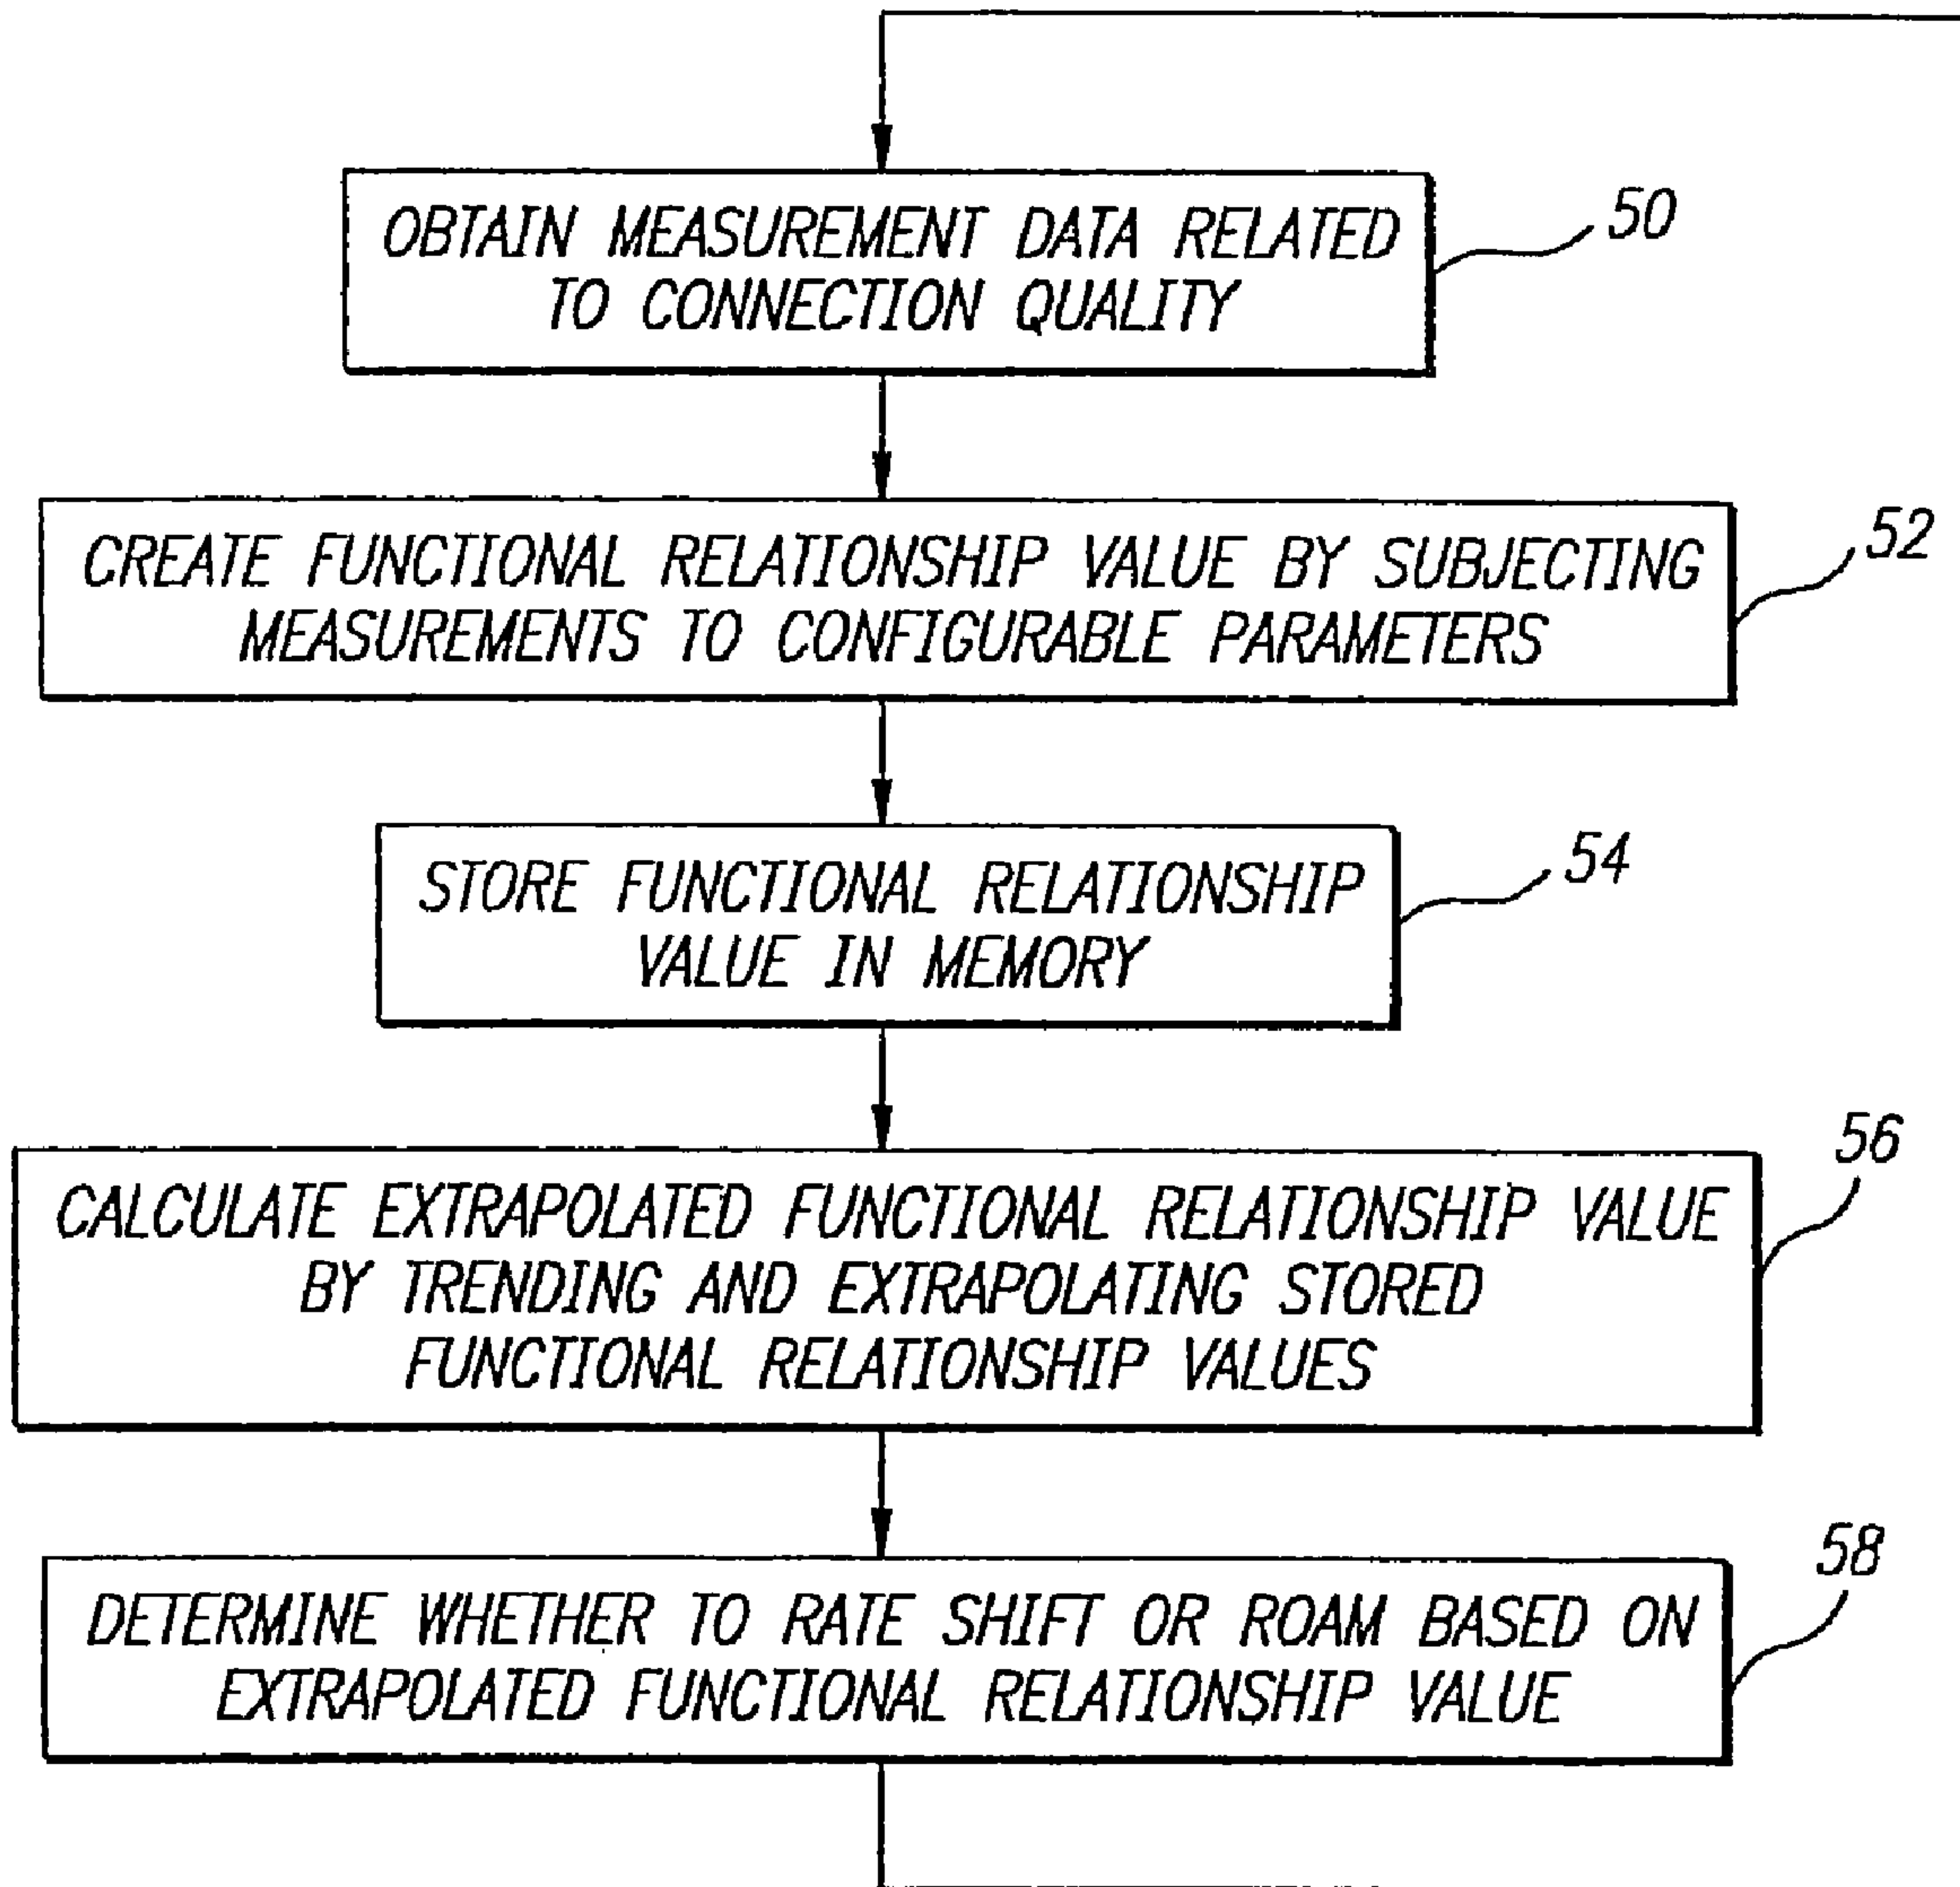 OBTAIN MEASUREMENT DATA RELATED
TO CONNECTION QUALITY
50
CREATE FUNCTIONAL RELATIONSHIP VALUE BY SUBJECTING
MEASUREMENTS TO CONFIGURABLE PARAMETERS
52
STORE FUNCTIONAL RELATIONSHIP
VALUE IN MEMORY
54
CALCULATE EXTRAPOLATED FUNCTIONAL RELATIONSHIP VALUE
BY TRENDING AND EXTRAPOLATING STORED
FUNCTIONAL RELATIONSHIP VALUES
56
DETERMINE WHETHER TO RATE SHIFT OR ROAM BASED ON
EXTRAPOLATED FUNCTIONAL RELATIONSHIP VALUE
58